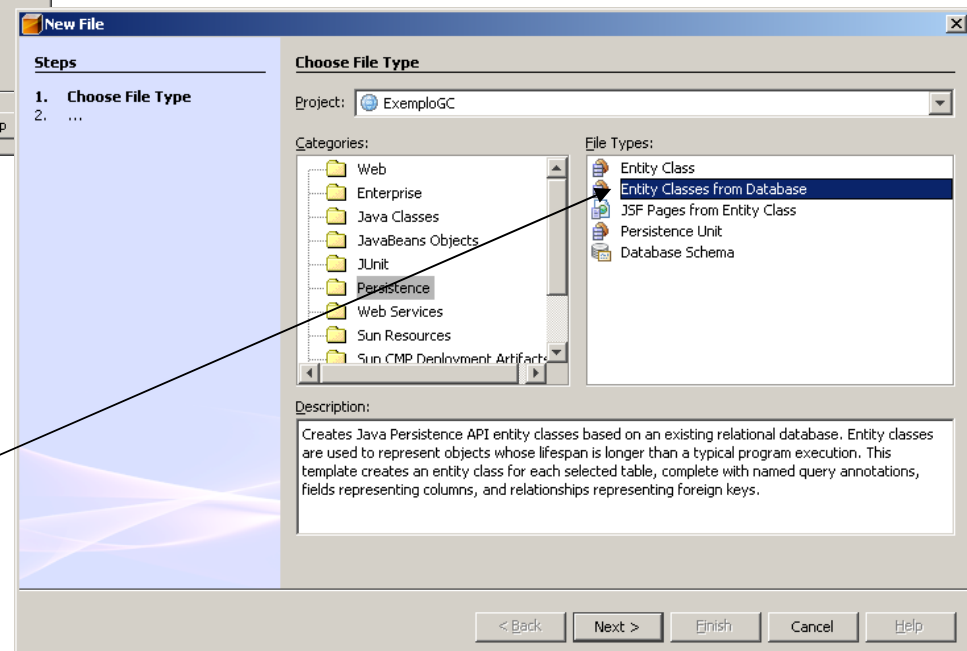 New File
Steps
1. Choose File Type
2. ...
p
Choose File Type
Project: ExemploGC
Categories:
Web
Enterprise
Java Classes
JavaBeans Objects
JUnit
Persistence
Web Services
Sun Resources
Sun CMP Deployment Artifacts
File Types:
Entity Class
Entity Classes from Database
JSF Pages from Entity Class
Persistence Unit
Database Schema
Description:
Creates Java Persistence API entity classes based on an existing relational database. Entity classes
are used to represent objects whose lifespan is longer than a typical program execution. This
template creates an entity class for each selected table, complete with named query annotations,
fields representing columns, and relationships representing foreign keys.
< Back Next > Finish Cancel Help